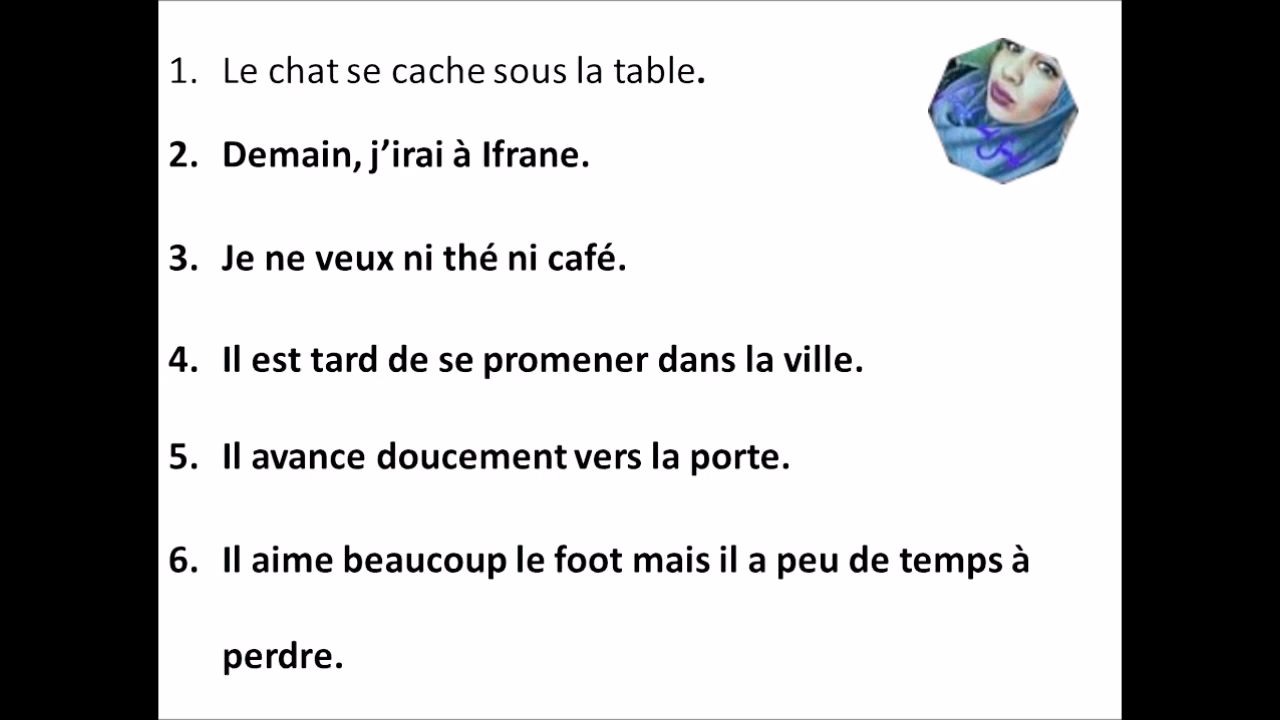 1. Le chat se cache sous la table.
2. Demain, j’irai à Ifrane.
3. Je ne veux ni thé ni café.
4. Il est tard de se promener dans la ville.
5. Il avance doucement vers la porte.
6. Il aime beaucoup le foot mais il a peu de temps à
perdre.